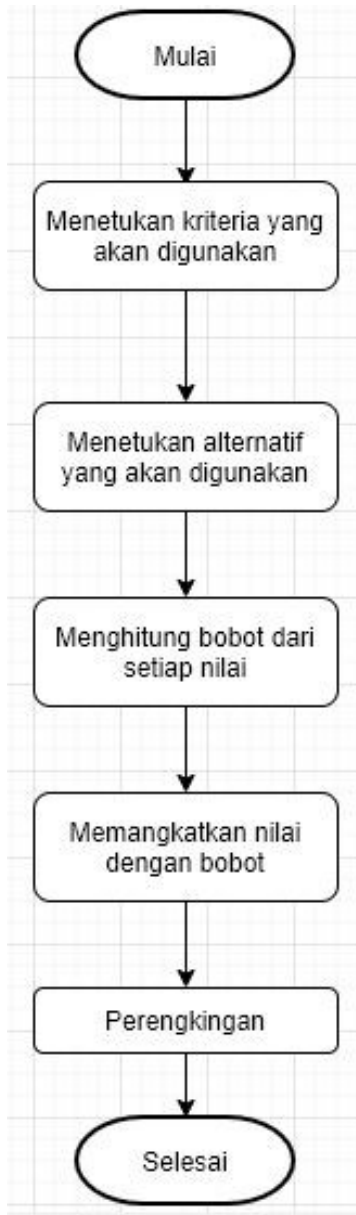 Mulai
Menetukan kriteria yang
akan digunakan
Menetukan alternatif
yang akan digunakan
Menghitung bobot dari
setiap nilai
Memangkatkan nilai
dengan bobot
Perengkingan
Selesai